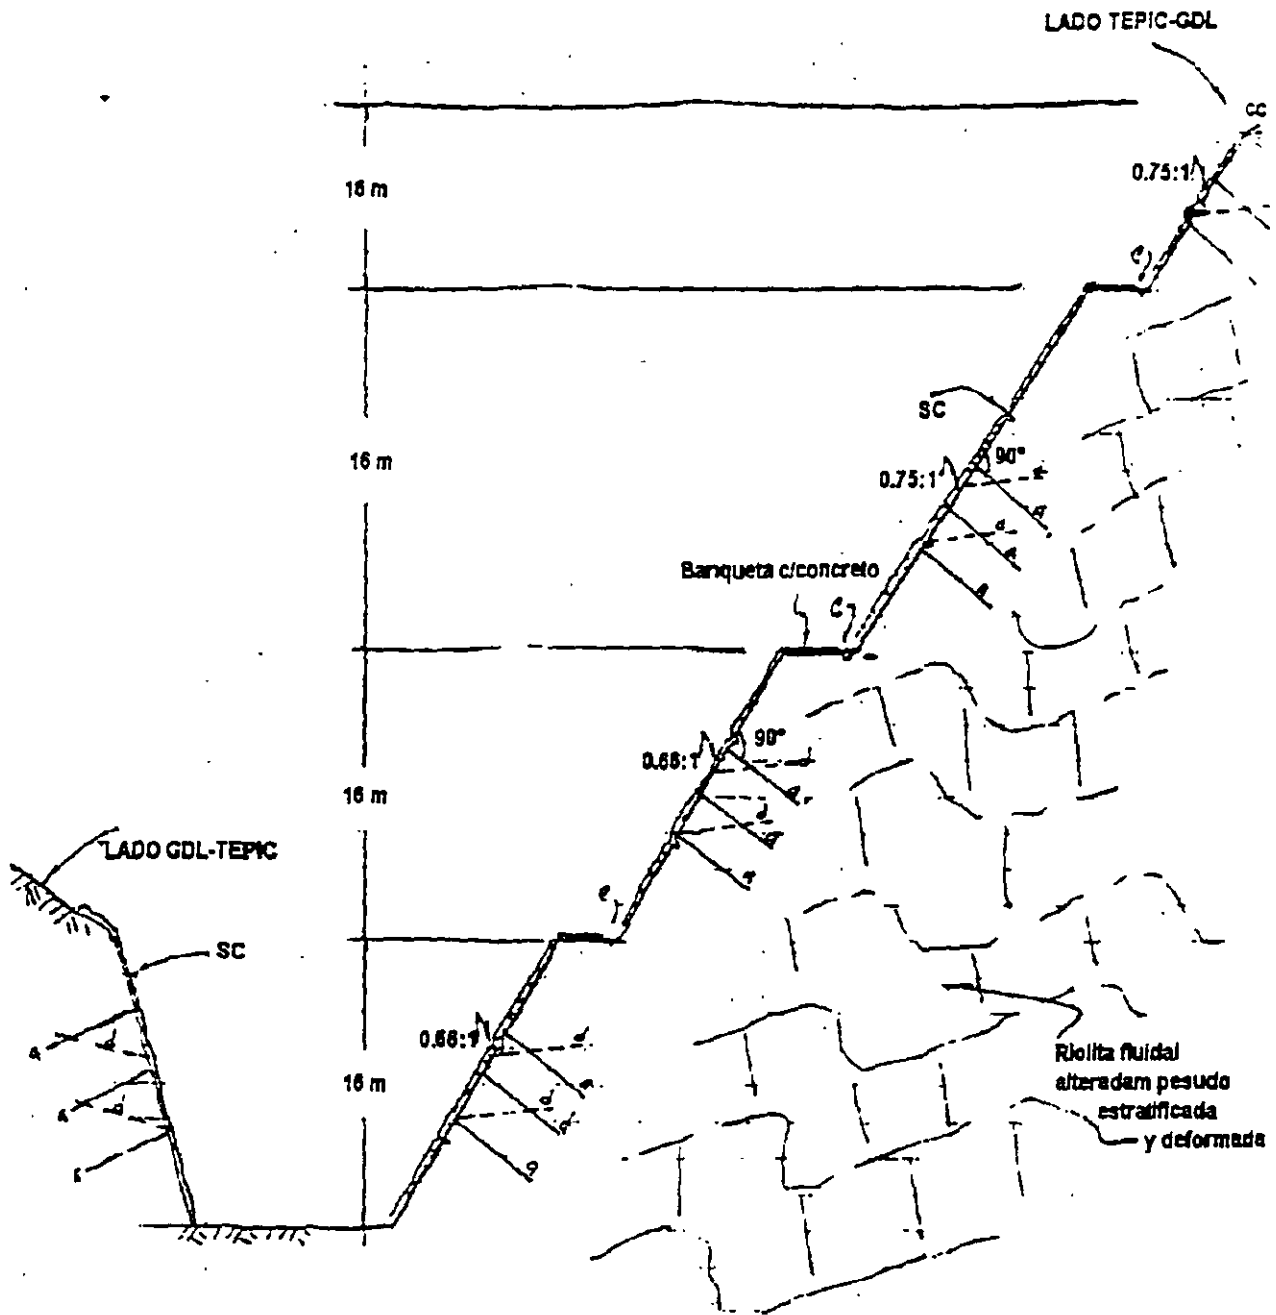 LADO TEPIC-GDL
CC
0.75:1
16 m
C
SC
90°
0.75:1
16 m
d
a
a
a
Banqueta c/concreto
C
90°
0.66:1
d
a
16 m
d
a
a
LADO GDL-TEPIC
C
SC
0.66:1
d
a
16 m
d
a
a
a
d
a
d
a
Riolita fluidal
alteradam pesudo
estratificada
y deformada